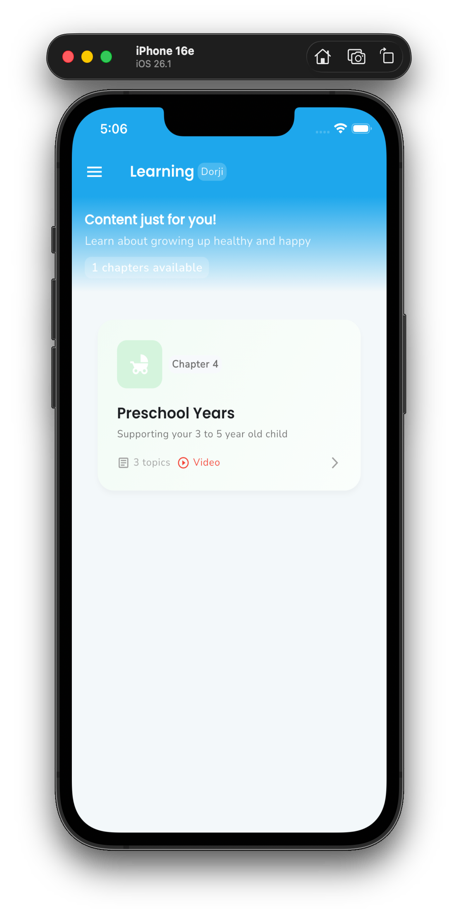 iPhone 16e
iOS 26.1
5:06
Learning Dorji
Content just for you!
Learn about growing up healthy and happy
1 chapters available
Chapter 4
Preschool Years
Supporting your 3 to 5 year old child
3 topics Video